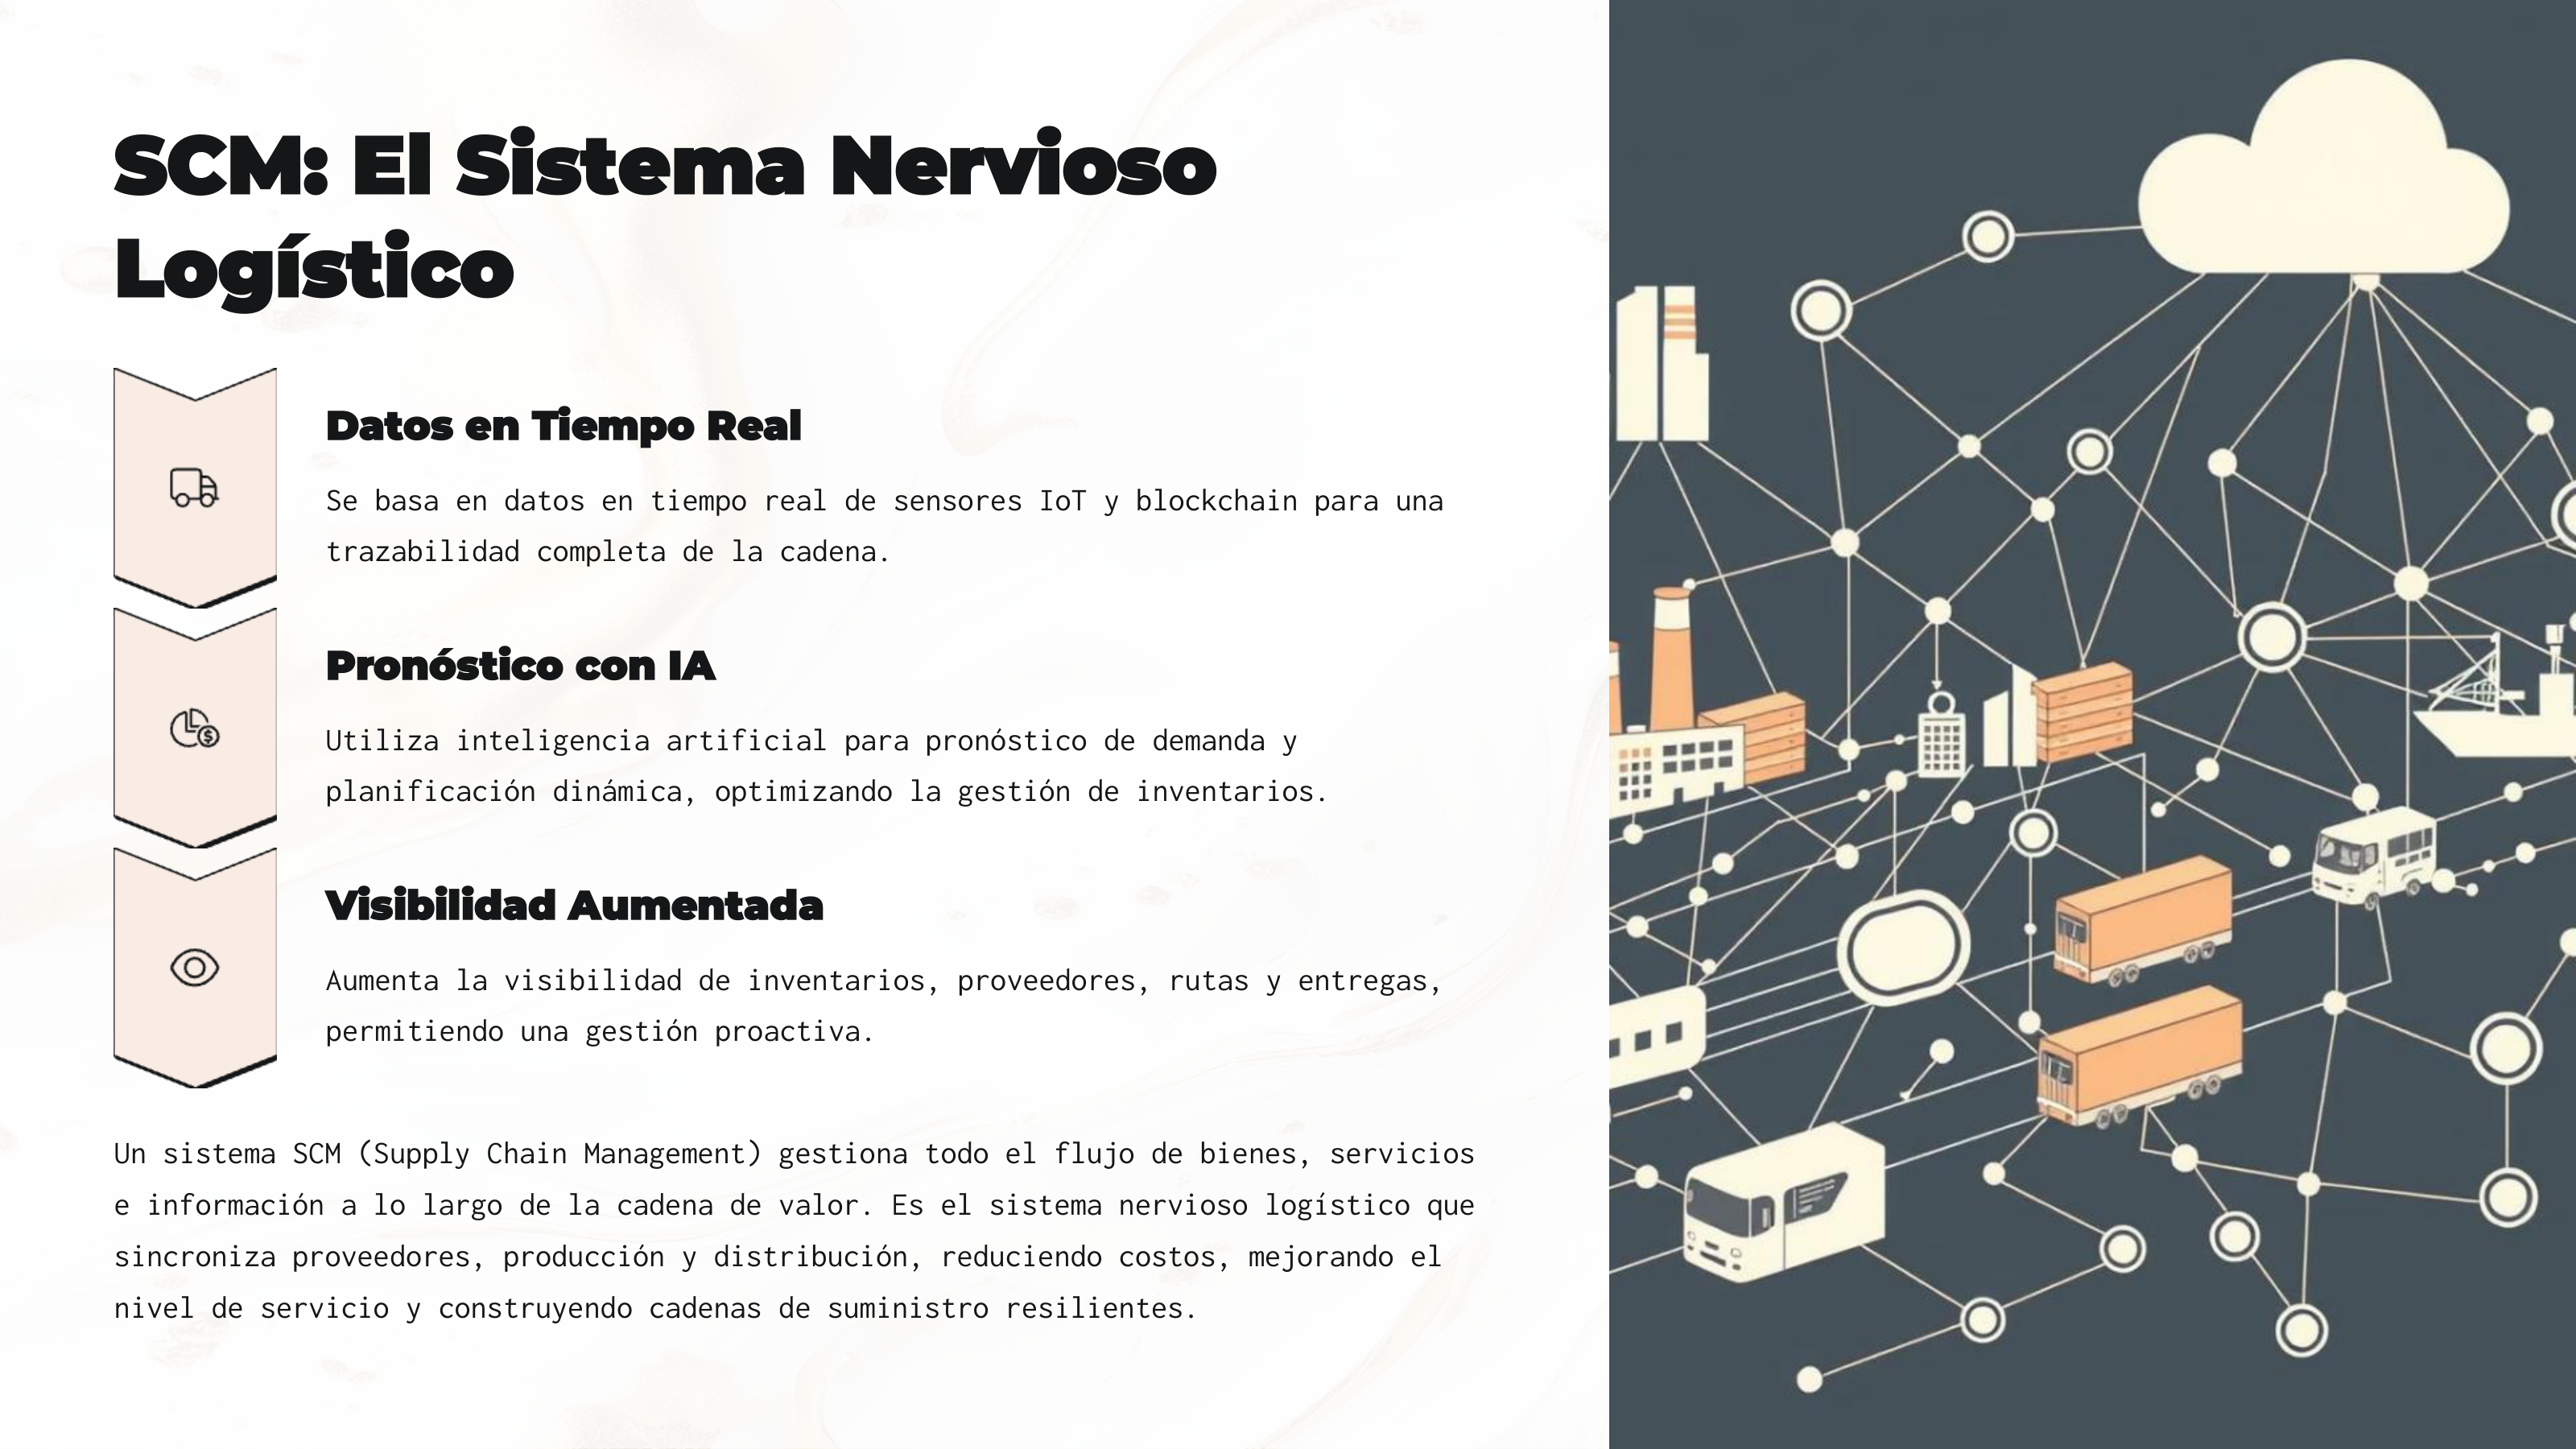 SCM: El Sistema Nervioso
Logístico
Datos en Tiempo Real
Se basa en datos en tiempo real de sensores IoT y blockchain para una
trazabilidad completa de la cadena.
Pronóstico con IA
Utiliza inteligencia artificial para pronóstico de demanda y
planificación dinámica, optimizando la gestión de inventarios.
Visibilidad Aumentada
Aumenta la visibilidad de inventarios, proveedores, rutas y entregas,
permitiendo una gestión proactiva.
Un sistema SCM (Supply Chain Management) gestiona todo el flujo de bienes, servicios
e información a lo largo de la cadena de valor. Es el sistema nervioso logístico que
sincroniza proveedores, producción y distribución, reduciendo costos, mejorando el
nivel de servicio y construyendo cadenas de suministro resilientes.